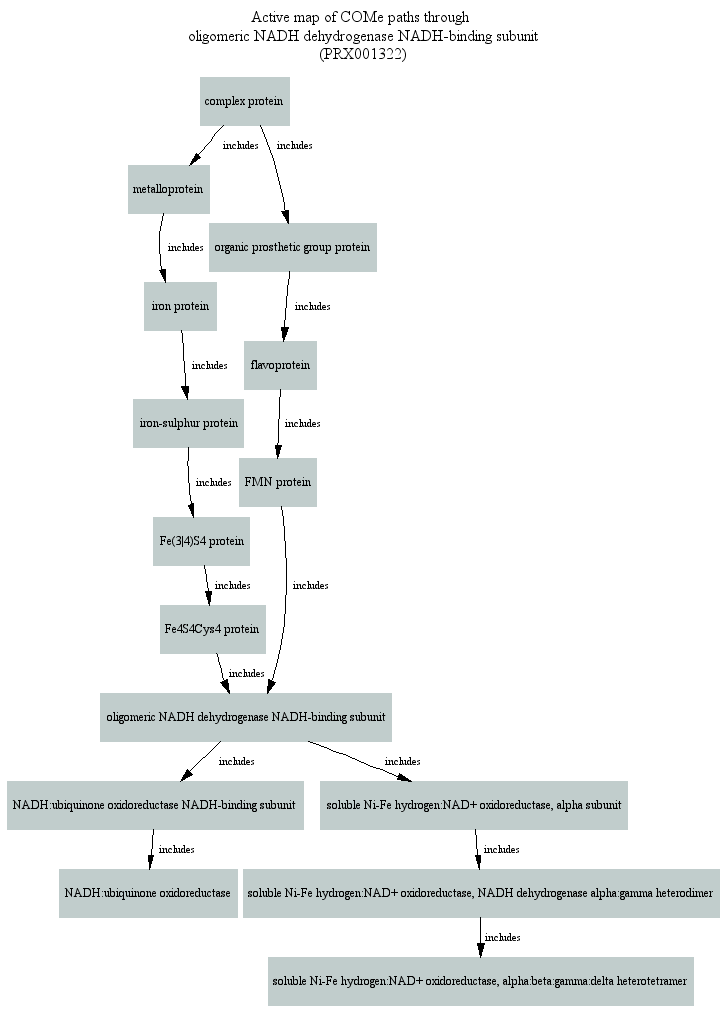 Active map of COMe paths through
oligomeric NADH dehydrogenase NADH-binding subunit
(PRX001322)
complex protein
includes
includes
metalloprotein
includes
organic prosthetic group protein
iron protein
includes
includes
flavoprotein
iron-sulphur protein
includes
includes
FMN protein
Fe(3|4)S4 protein
includes
includes
Fe4S4Cys4 protein
includes
oligomeric NADH dehydrogenase NADH-binding subunit
includes
includes
NADH:ubiquinone oxidoreductase NADH-binding subunit
soluble Ni-Fe hydrogen:NAD+ oxidoreductase, alpha subunit
includes
includes
NADH:ubiquinone oxidoreductase
soluble Ni-Fe hydrogen:NAD+ oxidoreductase, NADH dehydrogenase alpha:gamma heterodimer
includes
soluble Ni-Fe hydrogen:NAD+ oxidoreductase, alpha:beta:gamma:delta heterotetramer